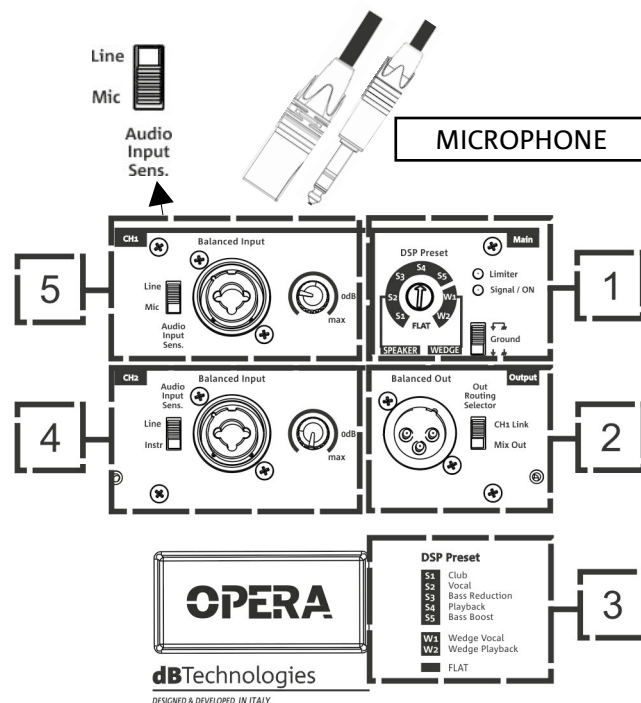 Line
Mic
Audio
Input
Sens.
MICROPHONE
5
CH1
Balanced Input
Line
Mic
Audio
Input
Sens.
0dB
max
Main
DSP Preset
S1
S2
S3
S4
S5
W1
W2
FLAT
SPEAKER
WEDGE
Limiter
Signal / ON
Ground
1
4
CH2
Audio
Input
Sens.
Balanced Input
Line
Instr
0dB
max
Balanced Out
Output
Out
Routing
Selector
CH1 Link
Mix Out
2
OPERA
dBTechnologies
DESIGNED & DEVELOPED IN ITALY
DSP Preset
S1 Club
S2 Vocal
S3 Bass Reduction
S4 Playback
S5 Bass Boost
W1 Wedge Vocal
W2 Wedge Playback
FLAT
3